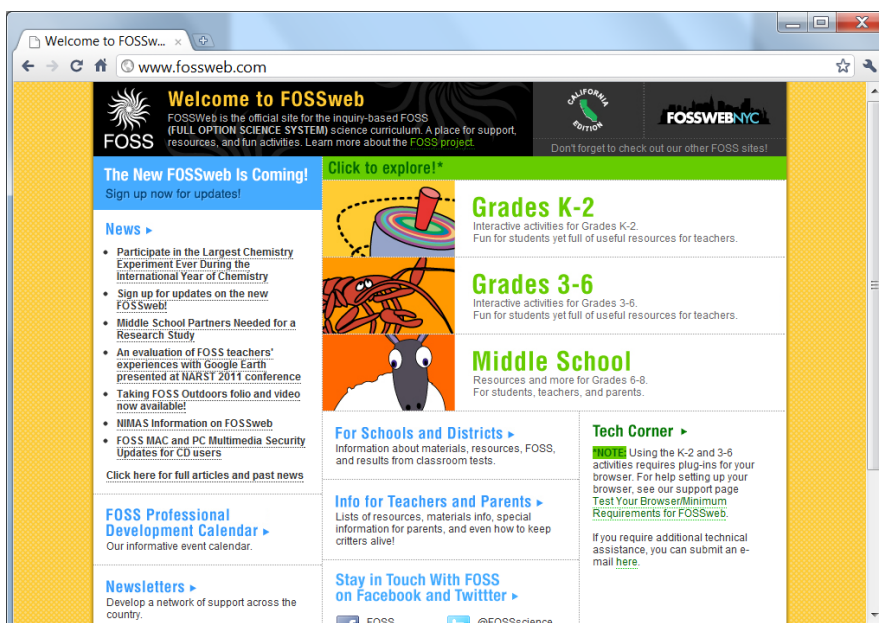 Welcome to FOSSw...
www.fossweb.com
FOSS
Welcome to FOSSweb
FOSSWeb is the official site for the inquiry-based FOSS
(FULL OPTION SCIENCE SYSTEM) science curriculum. A place for support,
resources, and fun activities. Learn more about the FOSS project.
CALIFORNIA
EDITION
FOSSWEBNYC
Don't forget to check out our other FOSS sites!
The New FOSSweb Is Coming!
Sign up now for updates!
News
Participate in the Largest Chemistry
Experiment Ever During the
International Year of Chemistry
Sign up for updates on the new
FOSSweb!
Middle School Partners Needed for a
Research Study
An evaluation of FOSS teachers'
experiences with Google Earth
presented at NARST 2011 conference
Taking FOSS Outdoors folio and video
now available!
NIMAS Information on FOSSweb
FOSS MAC and PC Multimedia Security
Updates for CD users
Click here for full articles and past news
FOSS Professional
Development Calendar
Our informative event calendar.
Newsletters
Develop a network of support across the
country.
Click to explore!*
Grades K-2
Interactive activities for Grades K-2.
Fun for students yet full of useful resources for teachers.
Grades 3-6
Interactive activities for Grades 3-6.
Fun for students yet full of useful resources for teachers.
Middle School
Resources and more for Grades 6-8.
For students, teachers, and parents.
For Schools and Districts
Information about materials, resources, FOSS,
and results from classroom tests.
Info for Teachers and Parents
Lists of resources, materials info, special
information for parents, and even how to keep
critters alive!
Stay in Touch With FOSS
on Facebook and Twittter
FOSS
@FOSSscience
Tech Corner
*NOTE: Using the K-2 and 3-6
activities requires plug-ins for your
browser. For help setting up your
browser, see our support page
Test Your Browser/Minimum
Requirements for FOSSweb.
If you require additional technical
assistance, you can submit an e-
mail here.